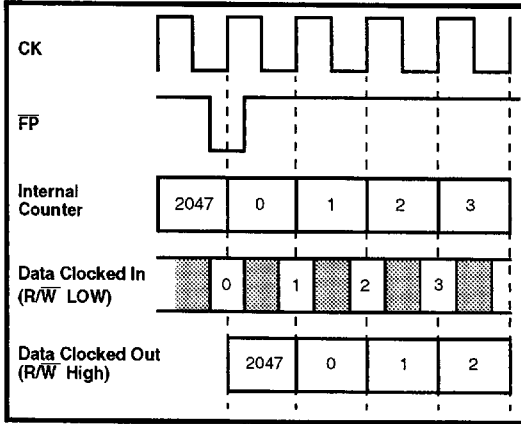 CK
F̅P̅
Internal
Counter
2047 0 1 2 3
Data Clocked In
(R/W̅ LOW)
0 1 2 3
Data Clocked Out
(R/W̅ High)
2047 0 1 2